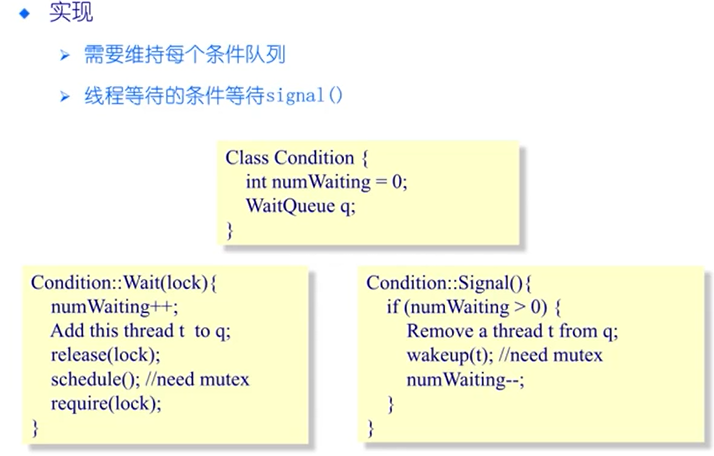 实现
需要维持每个条件队列
线程等待的条件等待signal()
Class Condition {
int numWaiting = 0;
WaitQueue q;
}
Condition::Wait(lock){
numWaiting++;
Add this thread t to q;
release(lock);
schedule(); //need mutex
require(lock);
}
Condition::Signal(){
if (numWaiting > 0) {
Remove a thread t from q;
wakeup(t); //need mutex
numWaiting--;
}
}